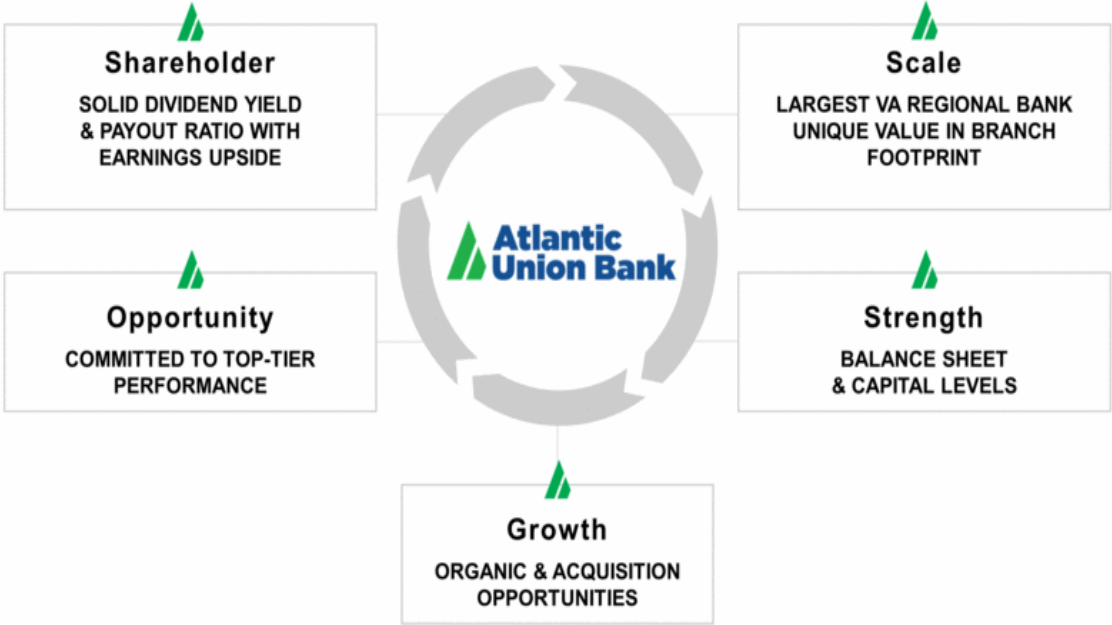 Shareholder
SOLID DIVIDEND YIELD
& PAYOUT RATIO WITH
EARNINGS UPSIDE
Scale
LARGEST VA REGIONAL BANK
UNIQUE VALUE IN BRANCH
FOOTPRINT
Atlantic
Union Bank
Opportunity
COMMITTED TO TOP-TIER
PERFORMANCE
Strength
BALANCE SHEET
& CAPITAL LEVELS
Growth
ORGANIC & ACQUISITION
OPPORTUNITIES